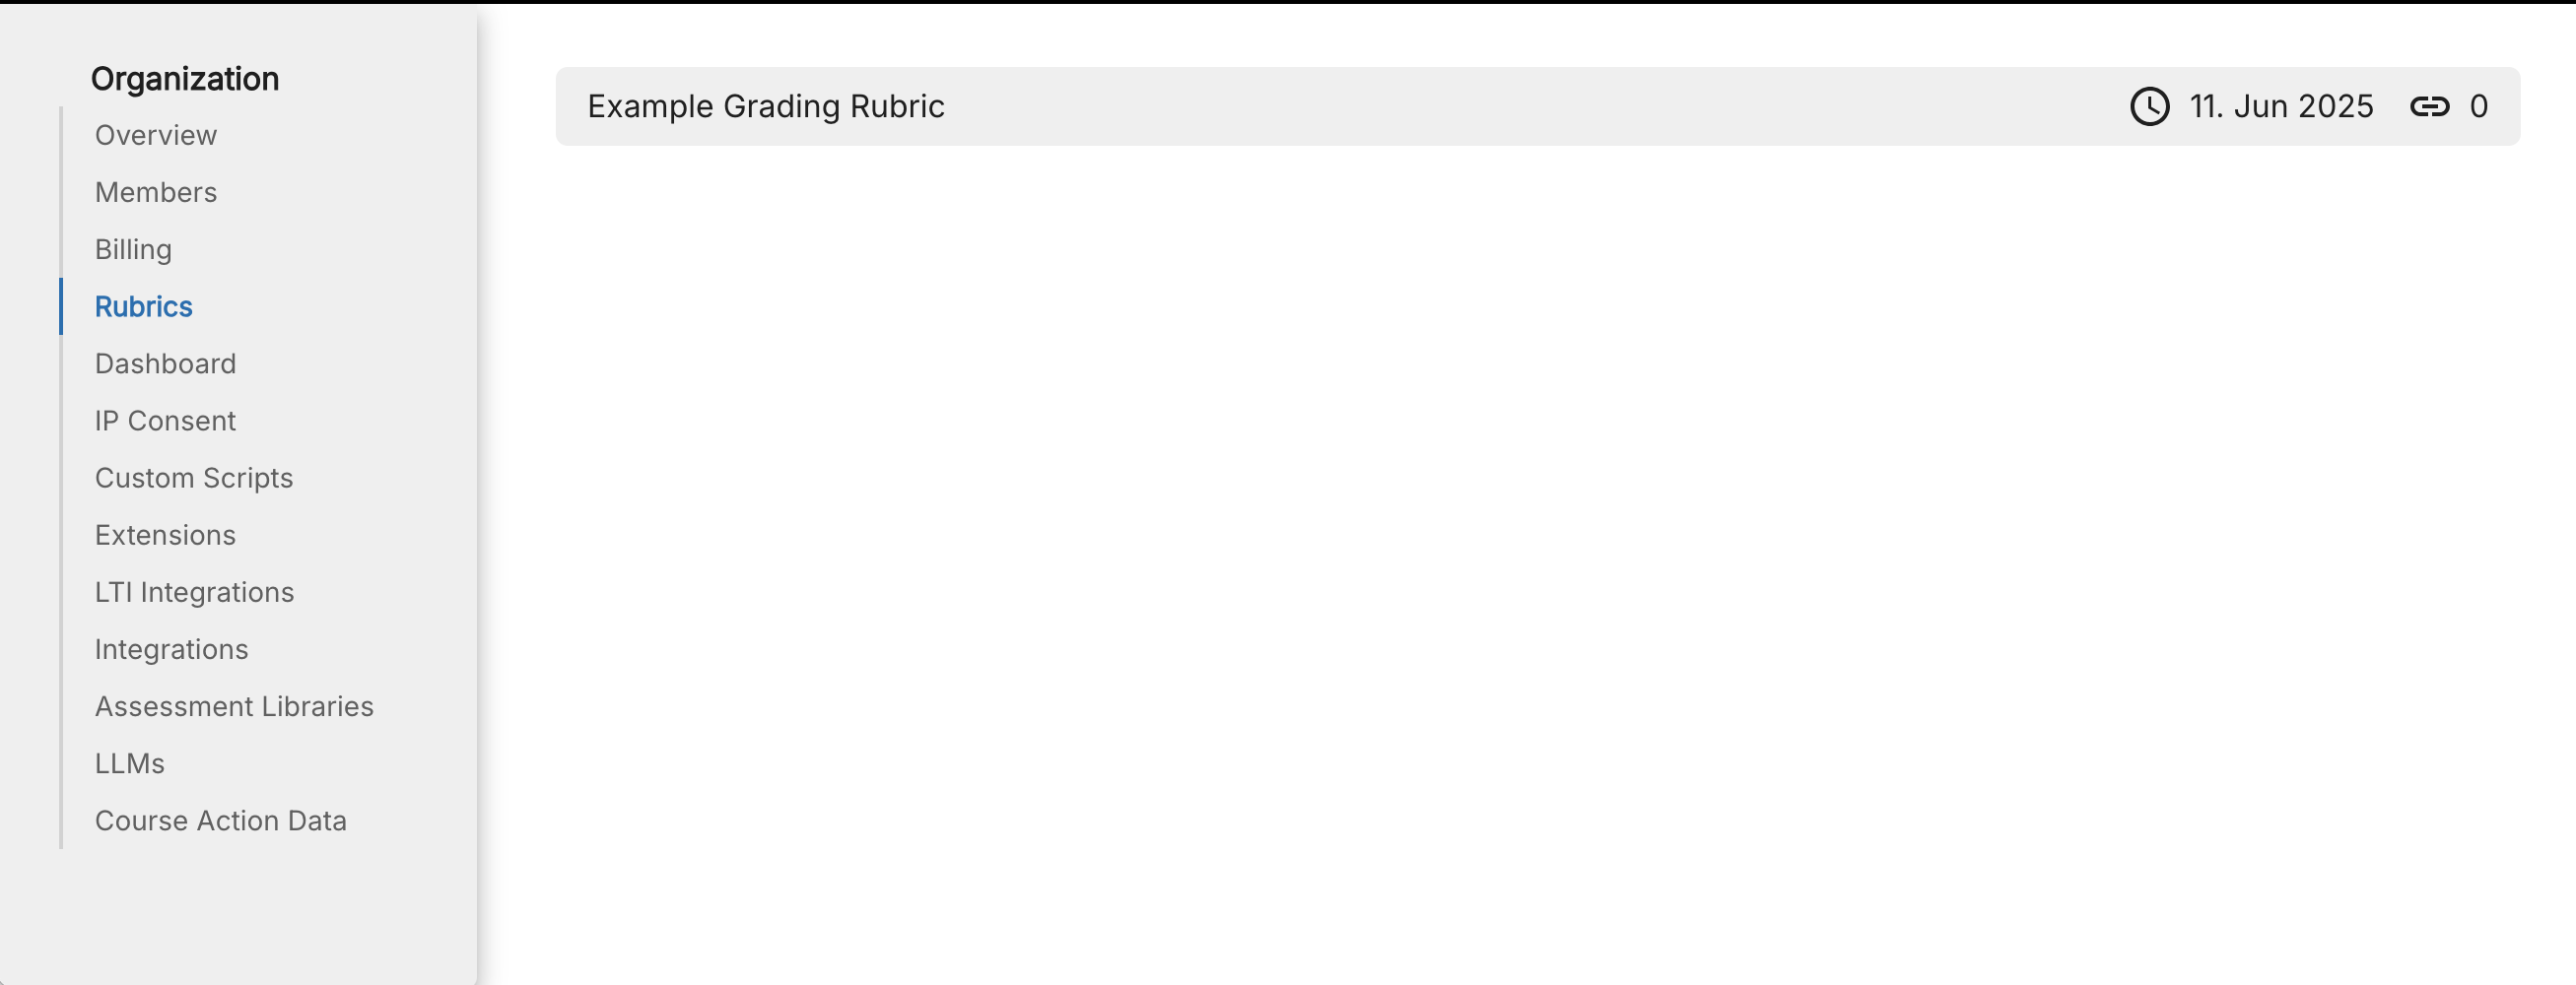 Organization
Overview
Members
Billing
Rubrics
Dashboard
IP Consent
Custom Scripts
Extensions
LTI Integrations
Integrations
Assessment Libraries
LLMs
Course Action Data
Example Grading Rubric 11. Jun 2025 0